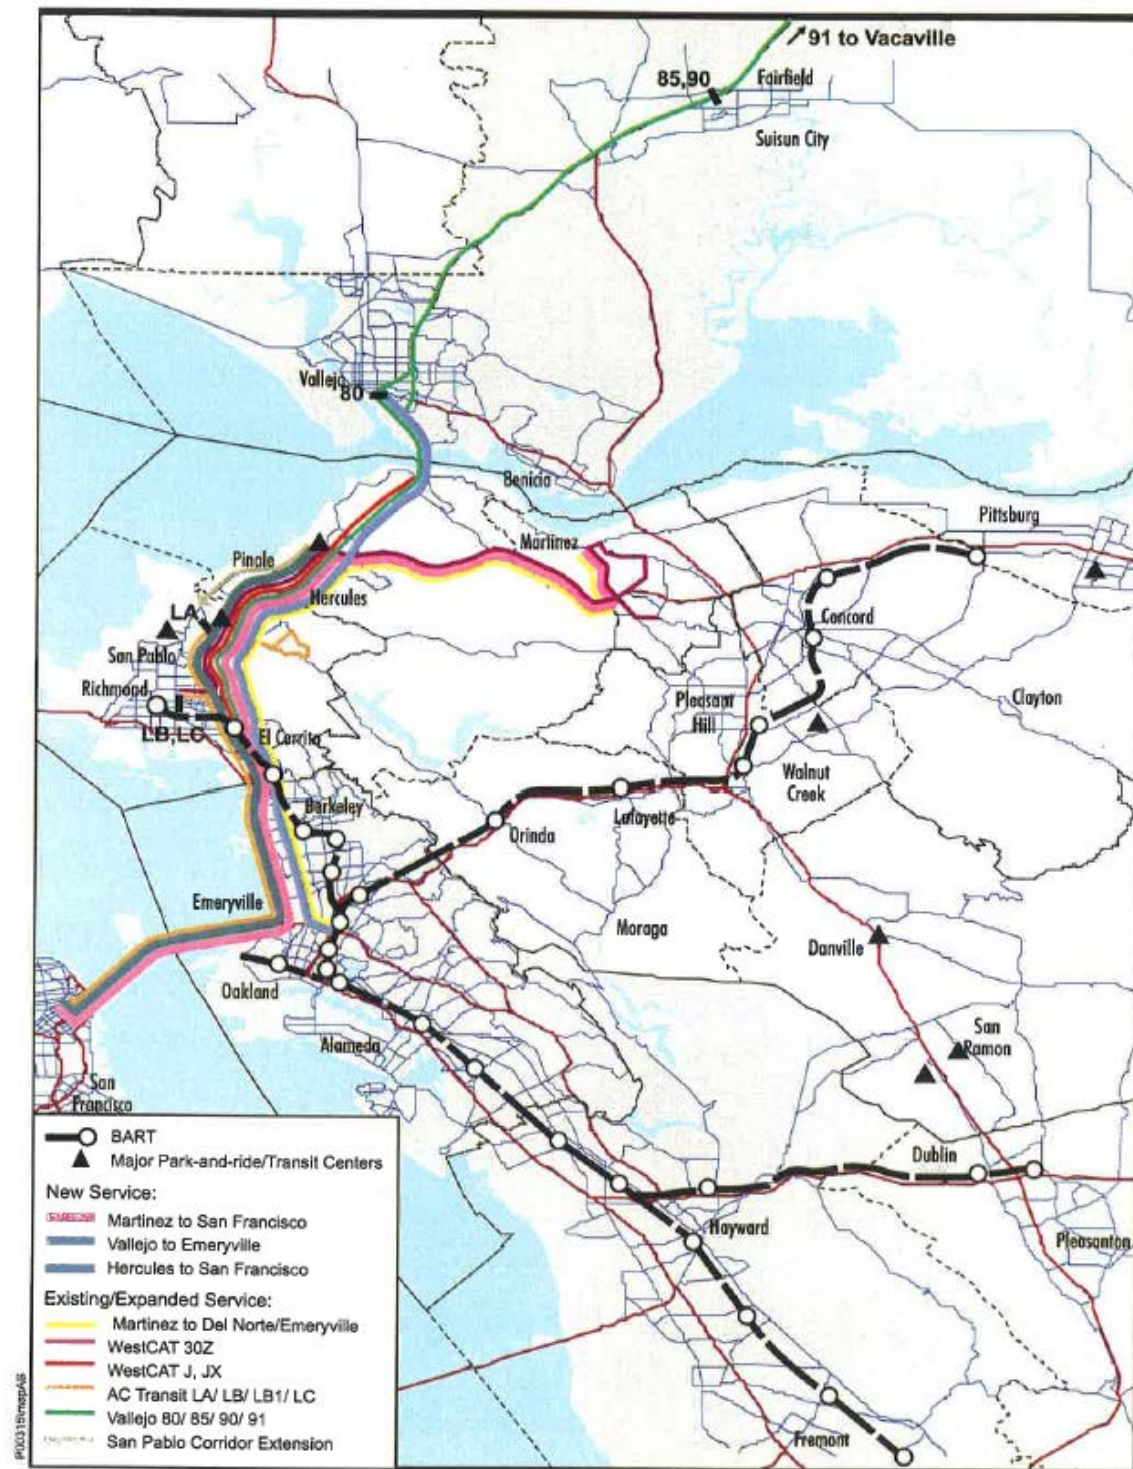 91 to Vacaville
85,90
Fairfield
Suisun City
Vallejo
80
Benicia
Pittsburg
Martinez
Pinole
Hercules
LA
Concord
San Pablo
Richmond
Pleasant
Hill
Clayton
LB,LC
El Cerrito
Walnut
Creek
Berkeley
Lafayette
Orinda
Emeryville
Moraga
Danville
Oakland
Alameda
San
Ramon
San
Francisco
BART
Major Park-and-ride/Transit Centers
New Service:
Martinez to San Francisco
Vallejo to Emeryville
Hercules to San Francisco
Existing/Expanded Service:
Martinez to Del Norte/Emeryville
WestCAT 30Z
WestCAT J, JX
AC Transit LA/ LB/ LB1/ LC
Vallejo 80/ 85/ 90/ 91
San Pablo Corridor Extension
Dublin
Hayward
Pleasanton
Fremont